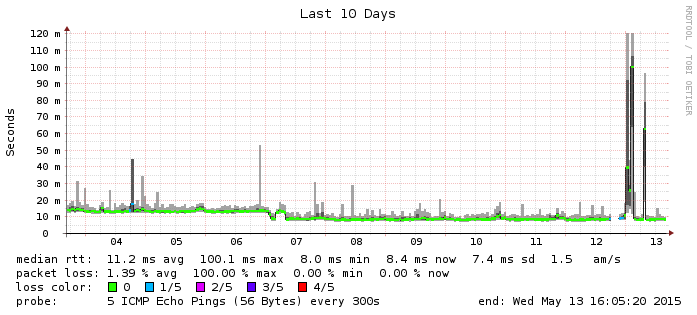 Last 10 Days
RRDTOOL / TOBI OETIKER
Seconds
120 m
110 m
100 m
90 m
80 m
70 m
60 m
50 m
40 m
30 m
20 m
10 m
0
04 05 06 07 08 09 10 11 12 13
median rtt: 11.2 ms avg 100.1 ms max 8.0 ms min 8.4 ms now 7.4 ms sd 1.5 am/s
packet loss: 1.39 % avg 100.00 % max 0.00 % min 0.00 % now
loss color: 0 1/5 2/5 3/5 4/5
probe: 5 ICMP Echo Pings (56 Bytes) every 300s end: Wed May 13 16:05:20 2015